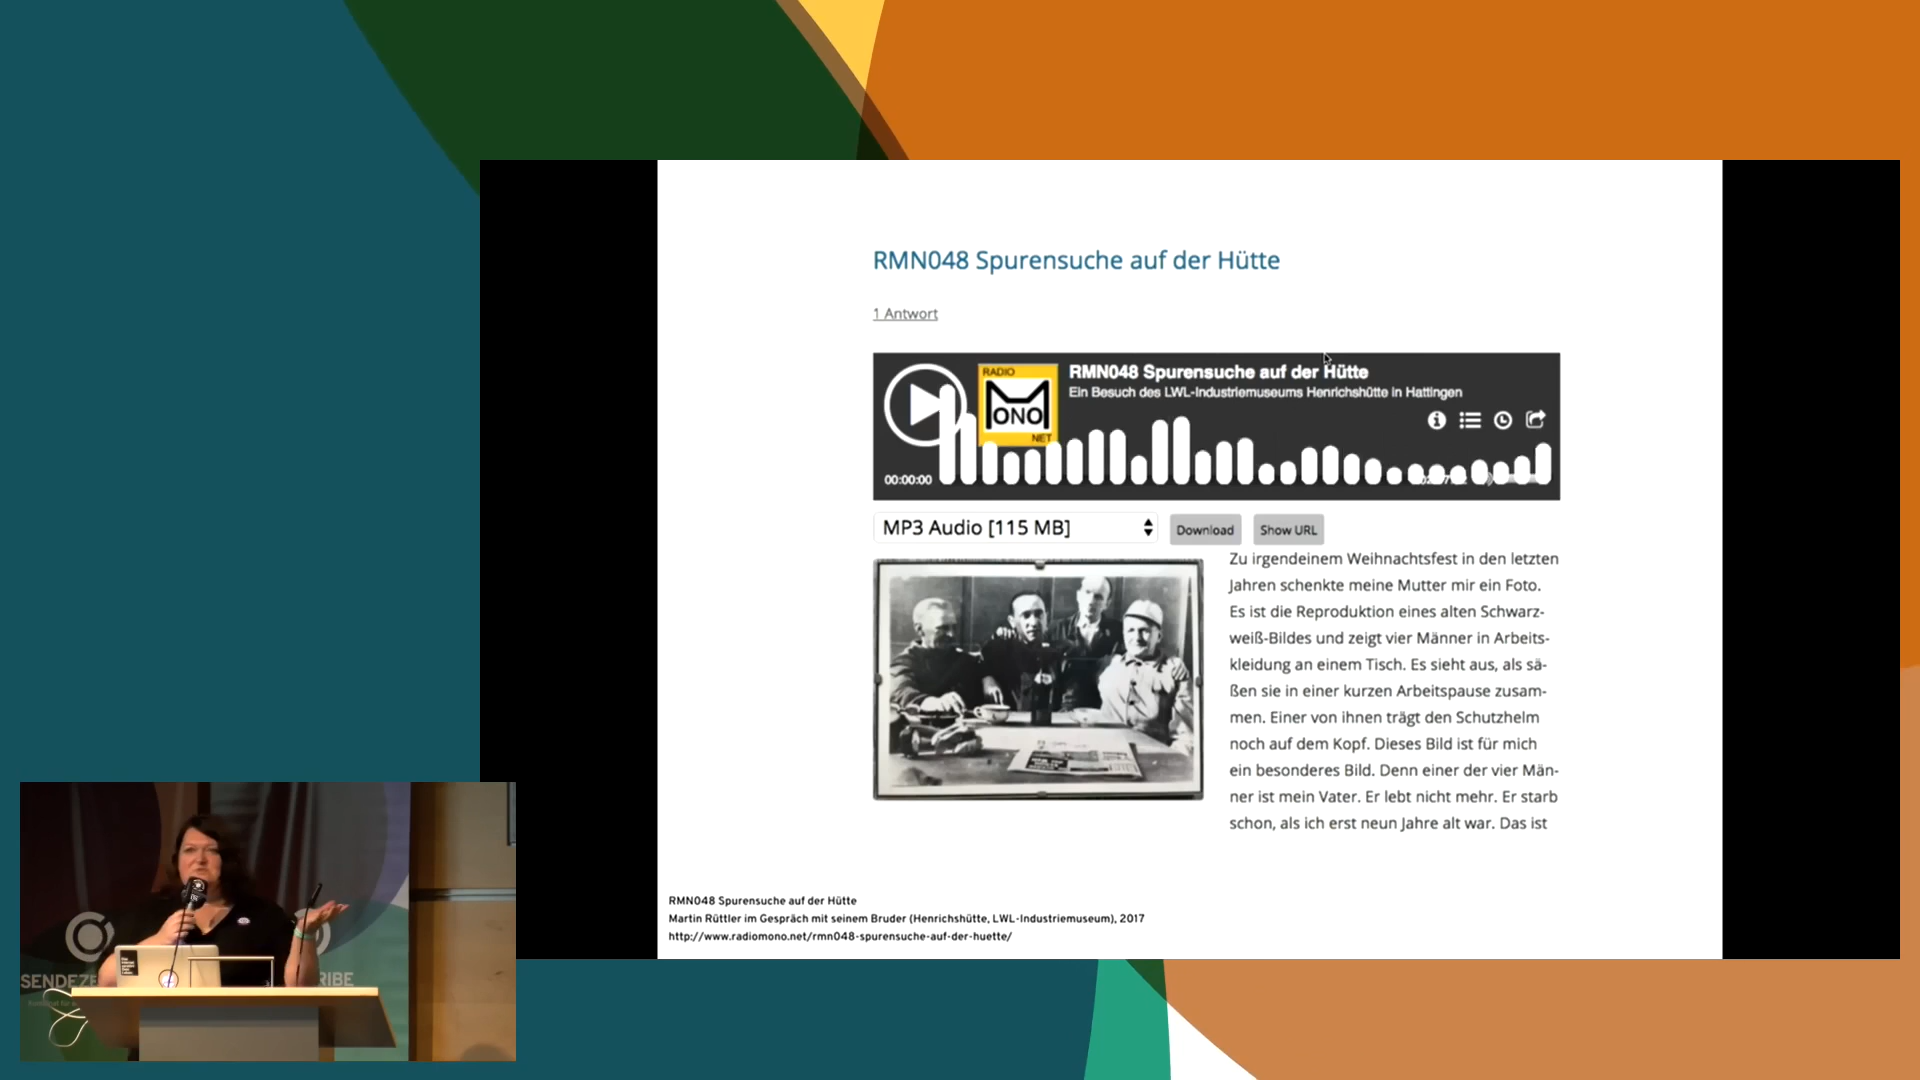 RMN048 Spurensuche auf der Hütte
1 Antwort
RADIO
MONO
NET
RMN048 Spurensuche auf der Hütte
Ein Besuch des LWL-Industriemuseums Henrichshütte in Hattingen
00:00:00
MP3 Audio [115 MB]
Download
Show URL
Zu irgendeinem Weihnachtsfest in den letzten
Jahren schenkte meine Mutter mir ein Foto.
Es ist die Reproduktion eines alten Schwarz-
weiß-Bildes und zeigt vier Männer in Arbeits-
kleidung an einem Tisch. Es sieht aus, als sä-
ßen sie in einer kurzen Arbeitspause zusam-
men. Einer von ihnen trägt den Schutzhelm
noch auf dem Kopf. Dieses Bild ist für mich
ein besonderes Bild. Denn einer der vier Män-
ner ist mein Vater. Er lebt nicht mehr. Er starb
schon, als ich erst neun Jahre alt war. Das ist
RMN048 Spurensuche auf der Hütte
Martin Rüttler im Gespräch mit seinem Bruder (Henrichshütte, LWL-Industriemuseum), 2017
http://www.radiomono.net/rmn048-spurensuche-auf-der-huette/
SENDEZE
RIBE